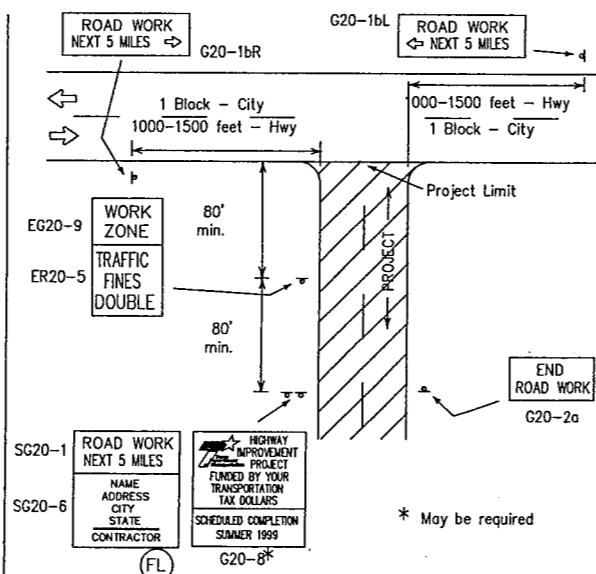 ROAD WORK
NEXT 5 MILES
G20-1bR
G20-1bL
ROAD WORK
NEXT 5 MILES
1 Block - City
1000-1500 feet - Hwy
000-1500 feet - Hwy
1 Block - City
Project Limit
EG20-9
WORK
ZONE
ER20-5
TRAFFIC
FINES
DOUBLE
80'
min.
80'
min.
PROJECT
END
ROAD WORK
G20-2a
SG20-1
ROAD WORK
NEXT 5 MILES
SG20-6
NAME
ADDRESS
CITY
STATE
CONTRACTOR
FL
HIGHWAY
IMPROVEMENT
PROJECT
FUNDED BY YOUR
TRANSPORTATION
TAX DOLLARS
SCHEDULED COMPLETION
SUMMER 1999
G20-8*
* May be required